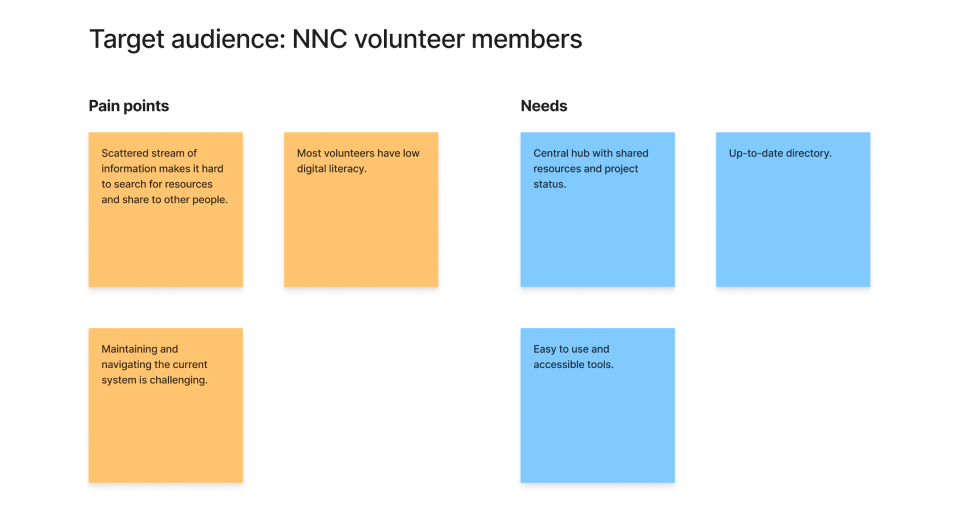 Target audience: NNC volunteer members
Pain points
Scattered stream of
information makes it hard
to search for resources
and share to other people.
Most volunteers have low
digital literacy.
Maintaining and
navigating the current
system is challenging.
Needs
Central hub with shared
resources and project
status.
Up-to-date directory.
Easy to use and
accessible tools.